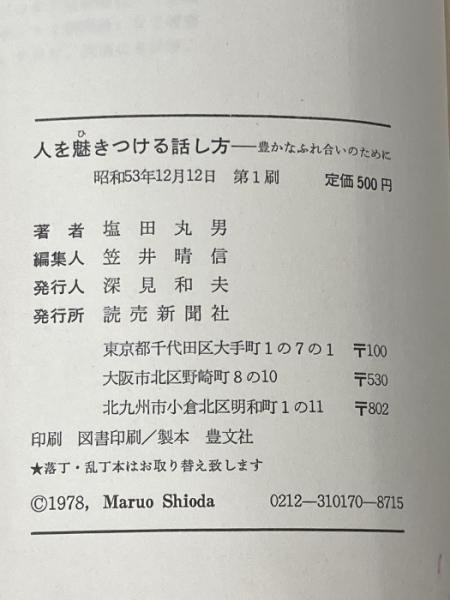 人を魅きつける話し方──豊かなふれ合いのために
ひ
昭和53年12月12日 第1刷 定価500円
著者 塩田丸男
編集人 笠井晴信
発行人 深見和夫
発行所 読売新聞社
東京都千代田区大手町1の7の1 〒100
大阪市北区野崎町8の10 〒530
北九州市小倉北区明和町1の11 〒802
印刷 図書印刷／製本 豊文社
★落丁・乱丁本はお取り替え致します
©1978, Maruo Shioda 0212—310170—8715